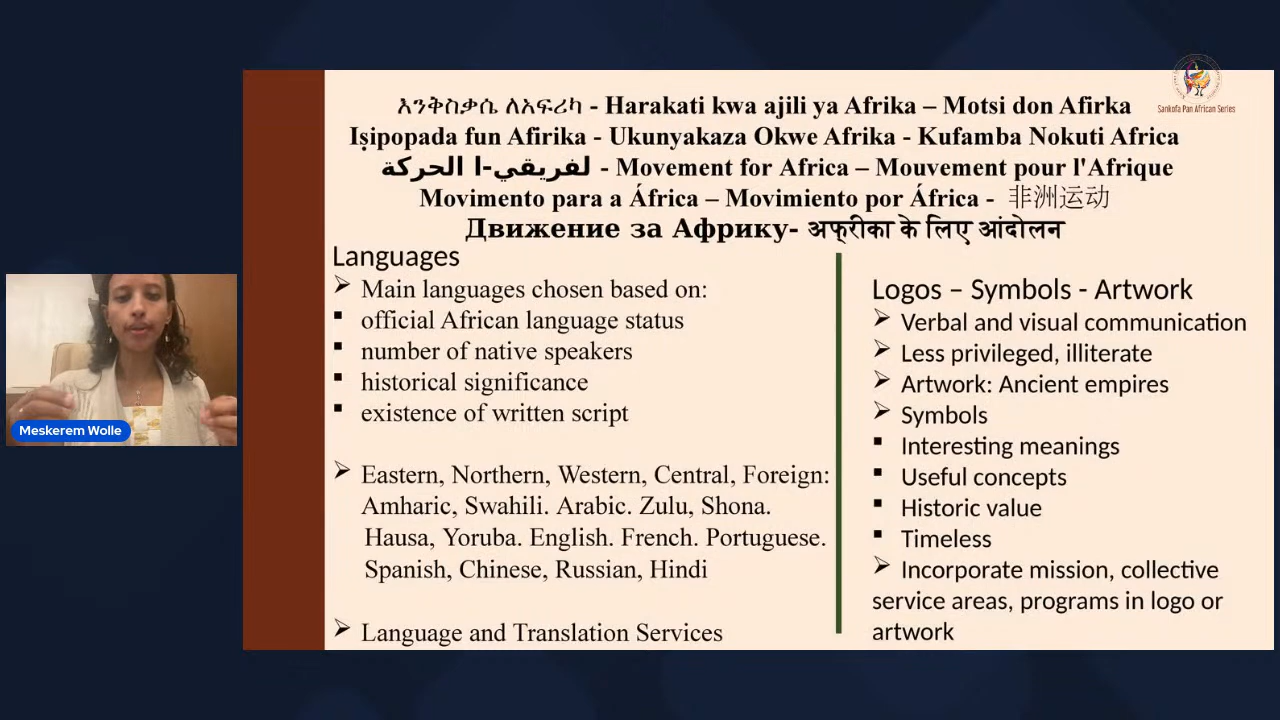 Sankofa Pan African Series
እንቅስቃሴ ለአፍሪካ - Harakati kwa ajili ya Afrika – Motsi don Afirka
Iṣipopada fun Afirika - Ukunyakaza Okwe Afrika - Kufamba Nokuti Africa
لفريقي-ا الحركة - Movement for Africa – Mouvement pour l'Afrique
Movimento para a África – Movimiento por África - 非洲运动
Движение за Африку- अफ्रीका के लिए आंदोलन
Languages
➢ Main languages chosen based on:
▪ official African language status
▪ number of native speakers
▪ historical significance
▪ existence of written script
➢ Eastern, Northern, Western, Central, Foreign:
Amharic, Swahili. Arabic. Zulu, Shona.
Hausa, Yoruba. English. French. Portuguese.
Spanish, Chinese, Russian, Hindi
➢ Language and Translation Services
Logos – Symbols - Artwork
➢ Verbal and visual communication
➢ Less privileged, illiterate
➢ Artwork: Ancient empires
➢ Symbols
▪ Interesting meanings
▪ Useful concepts
▪ Historic value
▪ Timeless
➢ Incorporate mission, collective
service areas, programs in logo or
artwork
Meskerem Wolle